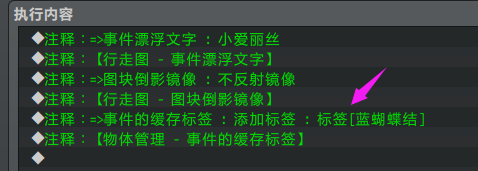 执行内容
◆注释：=>事件漂浮文字 : 小爱丽丝
◆注释：【行走图 - 事件漂浮文字】
◆注释：=>图块倒影镜像 : 不反射镜像
◆注释：【行走图 - 图块倒影镜像】
◆注释：=>事件的缓存标签 : 添加标签 : 标签[蓝蝴蝶结]
◆注释：【物体管理 - 事件的缓存标签】
◆